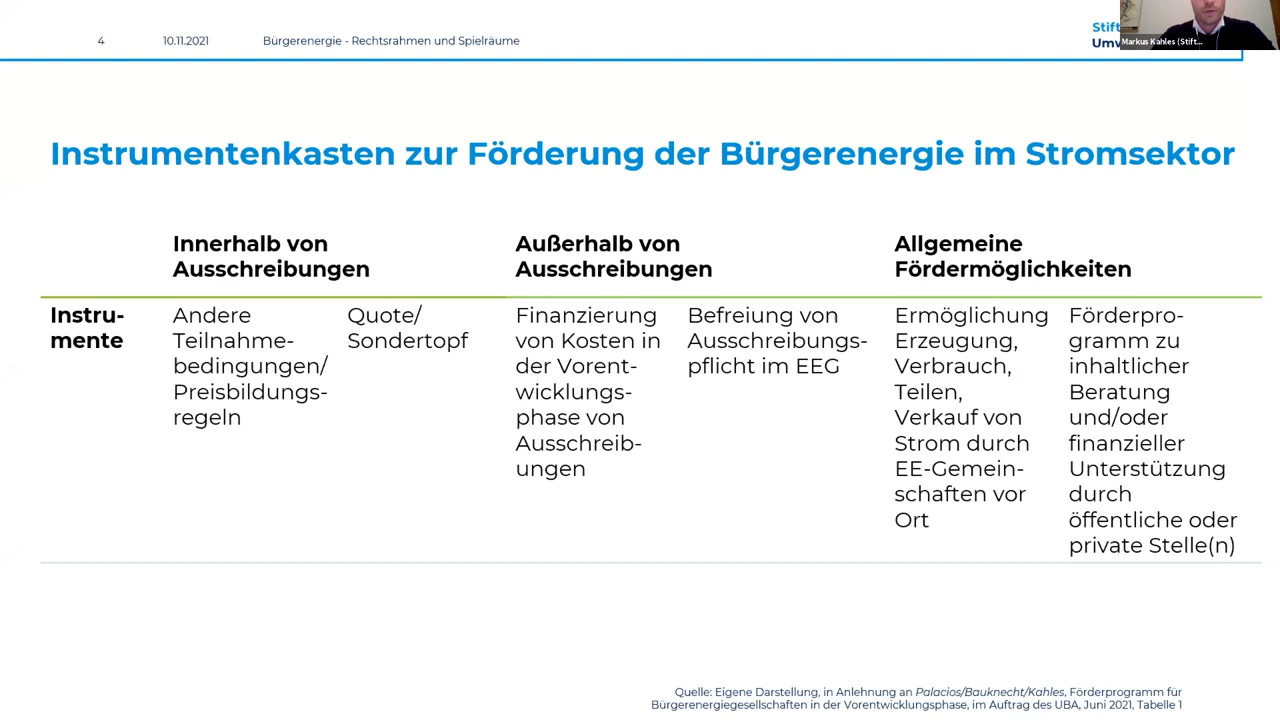 4
10.11.2021
Bürgerenergie - Rechtsrahmen und Spielräume
Stift
Umw
Markus Kahles (Stift...
Instrumentenkasten zur Förderung der Bürgerenergie im Stromsektor
Innerhalb von
Ausschreibungen
Außerhalb von
Ausschreibungen
Allgemeine
Fördermöglichkeiten
Instru-
mente
Andere
Teilnahme-
bedingungen/
Preisbildungs-
regeln
Quote/
Sondertopf
Finanzierung
von Kosten in
der Vorent-
wicklungs-
phase von
Ausschreib-
ungen
Befreiung von
Ausschreibungs-
pflicht im EEG
Ermöglichung
Erzeugung,
Verbrauch,
Teilen,
Verkauf von
Strom durch
EE-Gemein-
schaften vor
Ort
Förderpro-
gramm zu
inhaltlicher
Beratung
und/oder
finanzieller
Unterstützung
durch
öffentliche oder
private Stelle(n)
Quelle: Eigene Darstellung, in Anlehnung an Palacios/Bauknecht/Kahles, Förderprogramm für
Bürgerenergiegesellschaften in der Vorentwicklungsphase, im Auftrag des UBA, Juni 2021, Tabelle 1